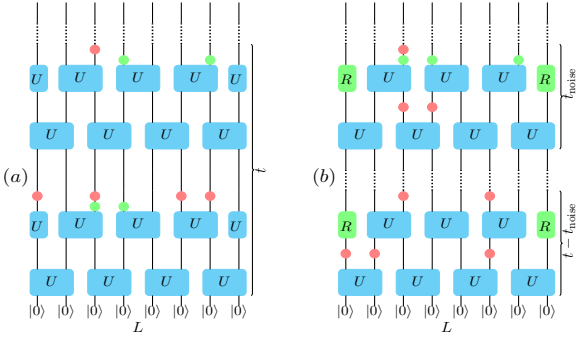 U U U U U
U U U U
(a) t
U U U U U
U U U U
|0⟩ |0⟩ |0⟩ |0⟩ |0⟩ |0⟩ |0⟩ |0⟩
L
R U U U R
U U U U
t_noise
(b)
R U U U R
U U U U
t − t_noise
|0⟩ |0⟩ |0⟩ |0⟩ |0⟩ |0⟩ |0⟩ |0⟩
L